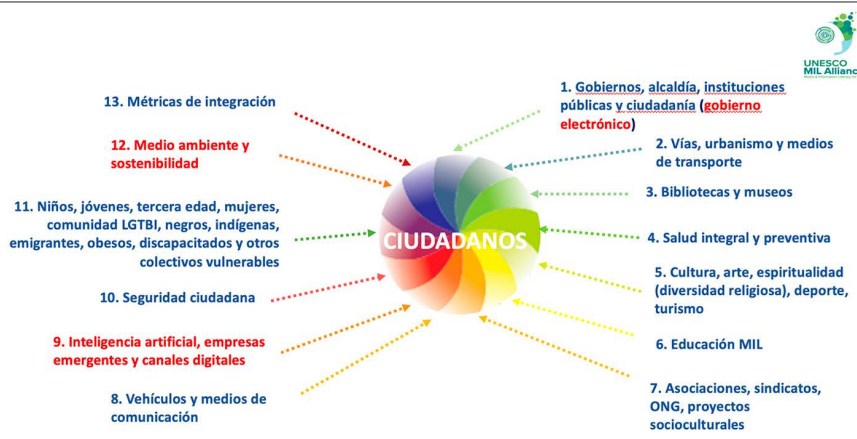 UNESCO
MIL Alliance
1. Gobiernos, alcaldía, instituciones
públicas y ciudadanía (gobierno
electrónico)
2. Vías, urbanismo y medios
de transporte
3. Bibliotecas y museos
4. Salud integral y preventiva
5. Cultura, arte, espiritualidad
(diversidad religiosa), deporte,
turismo
6. Educación MIL
7. Asociaciones, sindicatos,
ONG, proyectos
socioculturales
8. Vehículos y medios de
comunicación
9. Inteligencia artificial, empresas
emergentes y canales digitales
10. Seguridad ciudadana
11. Niños, jóvenes, tercera edad, mujeres,
comunidad LGTBI, negros, indígenas,
emigrantes, obesos, discapacitados y otros
colectivos vulnerables
12. Medio ambiente y
sostenibilidad
13. Métricas de integración
CIUDADANOS